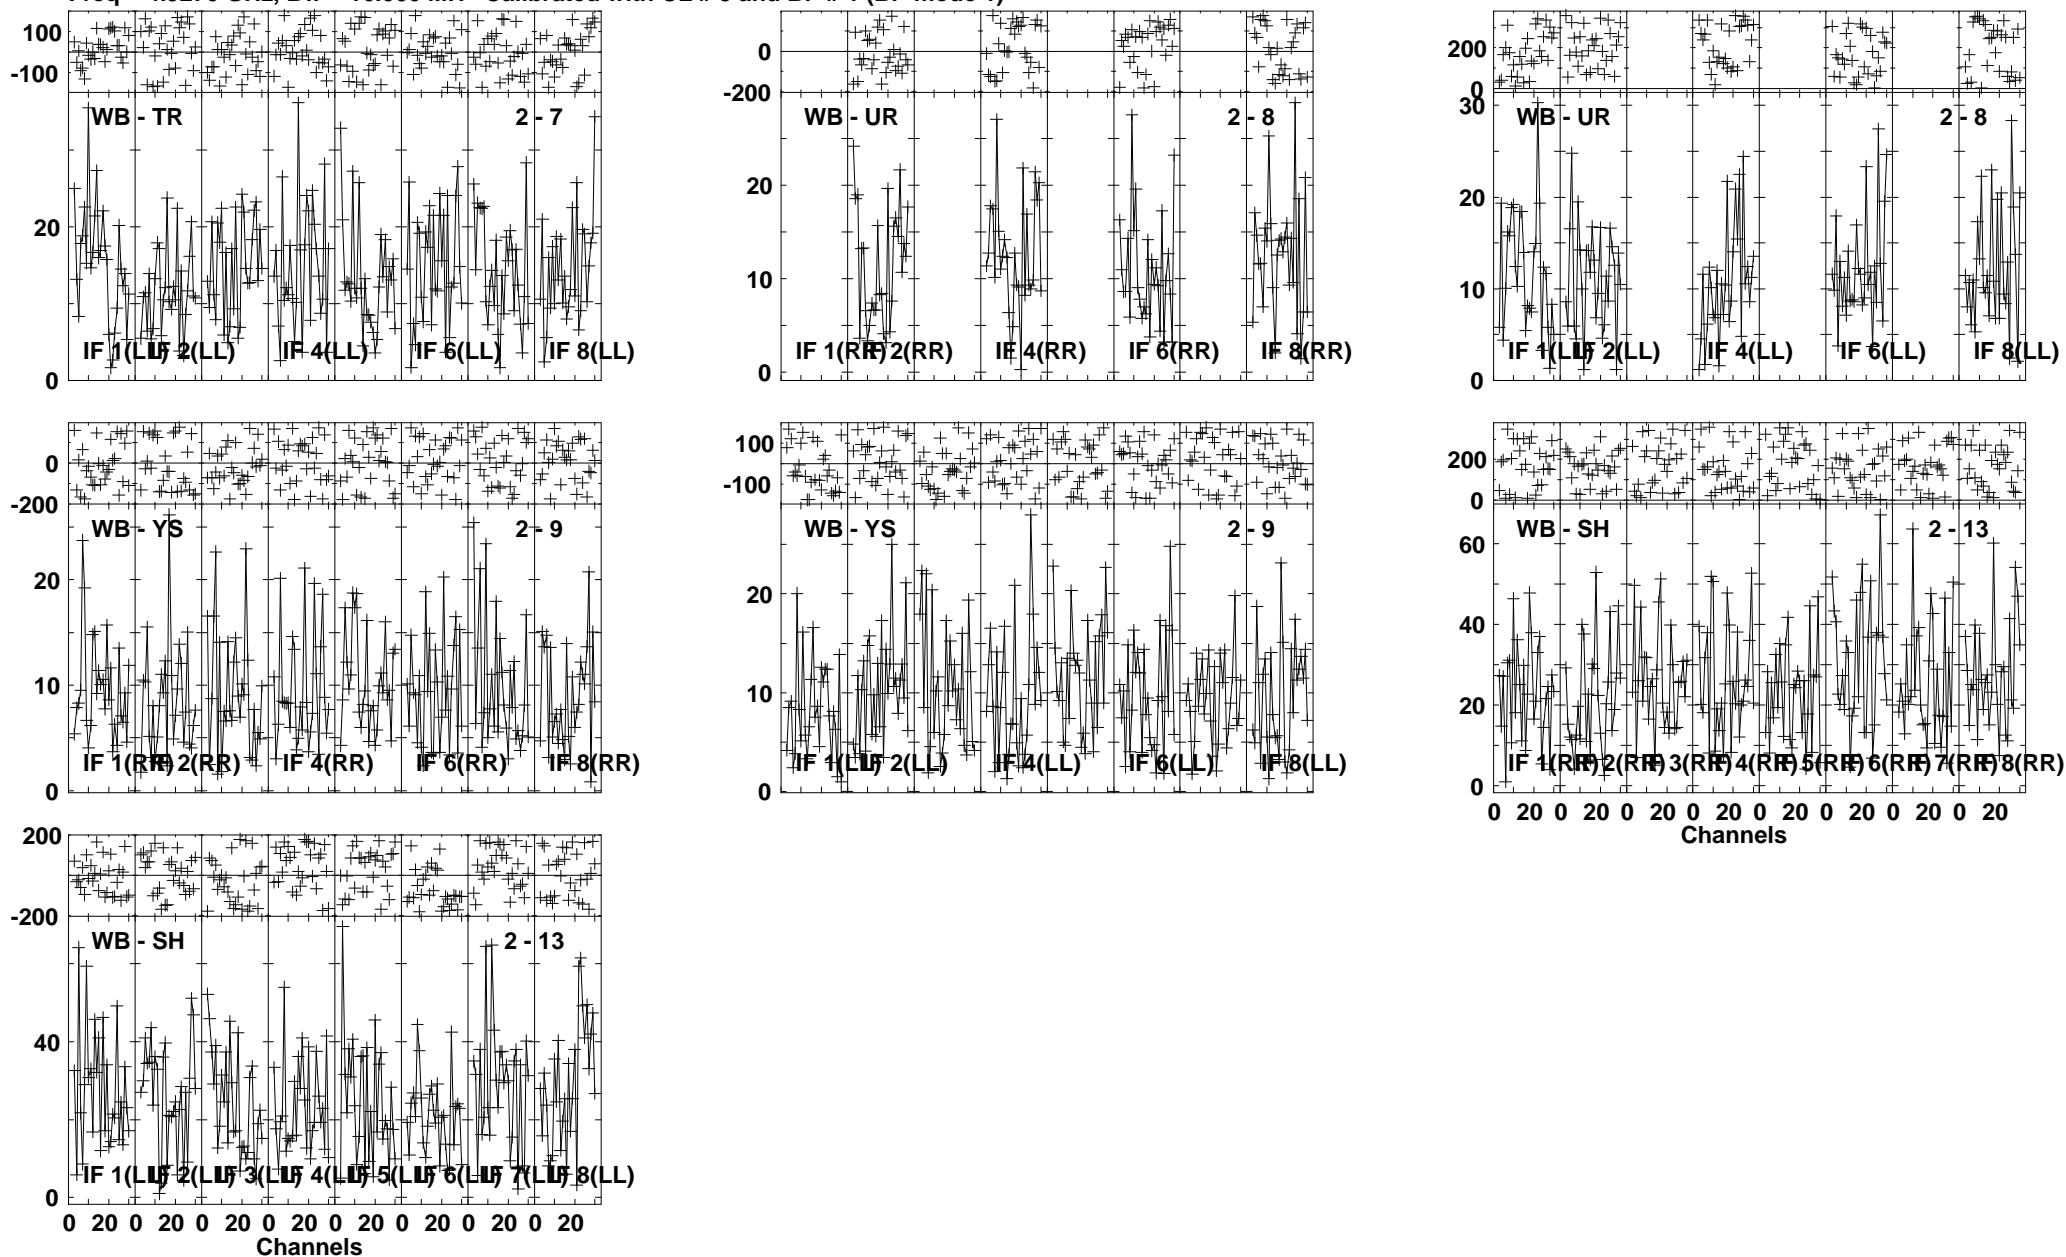 100
-100
WB - TR 2 - 7
20
IF 1(LL) IF 2(LL) IF 4(LL) IF 6(LL) IF 8(LL)
0
0
-200
WB - UR 2 - 8
20
10
IF 1(RR) IF 2(RR) IF 4(RR) IF 6(RR) IF 8(RR)
0
200
0
30
WB - UR 2 - 8
20
10
IF 1(LL) IF 2(LL) IF 4(LL) IF 6(LL) IF 8(LL)
0
0
-200
WB - YS 2 - 9
20
10
IF 1(RR) IF 2(RR) IF 4(RR) IF 6(RR) IF 8(RR)
0
100
-100
WB - YS 2 - 9
20
10
IF 1(LL) IF 2(LL) IF 4(LL) IF 6(LL) IF 8(LL)
0
200
0
WB - SH 2 - 13
60
40
20
IF 1(RR) IF 2(RR) IF 3(RR) IF 4(RR) IF 5(RR) IF 6(RR) IF 7(RR) IF 8(RR)
0
0 20 0 20 0 20 0 20 0 20 0 20 0 20 0 20
Channels
200
-200
WB - SH 2 - 13
40
IF 1(LL) IF 2(LL) IF 3(LL) IF 4(LL) IF 5(LL) IF 6(LL) IF 7(LL) IF 8(LL)
0
0 20 0 20 0 20 0 20 0 20 0 20 0 20 0 20
Channels